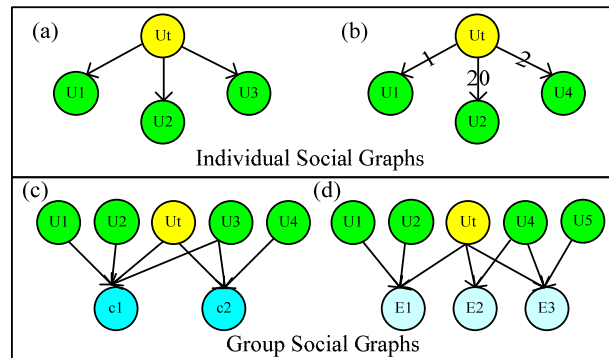 (a)
Ut
U1
U2
U3
(b)
Ut
1
20
2
U1
U2
U4
Individual Social Graphs
(c)
U1
U2
Ut
U3
U4
c1
c2
(d)
U1
U2
Ut
U4
U5
E1
E2
E3
Group Social Graphs